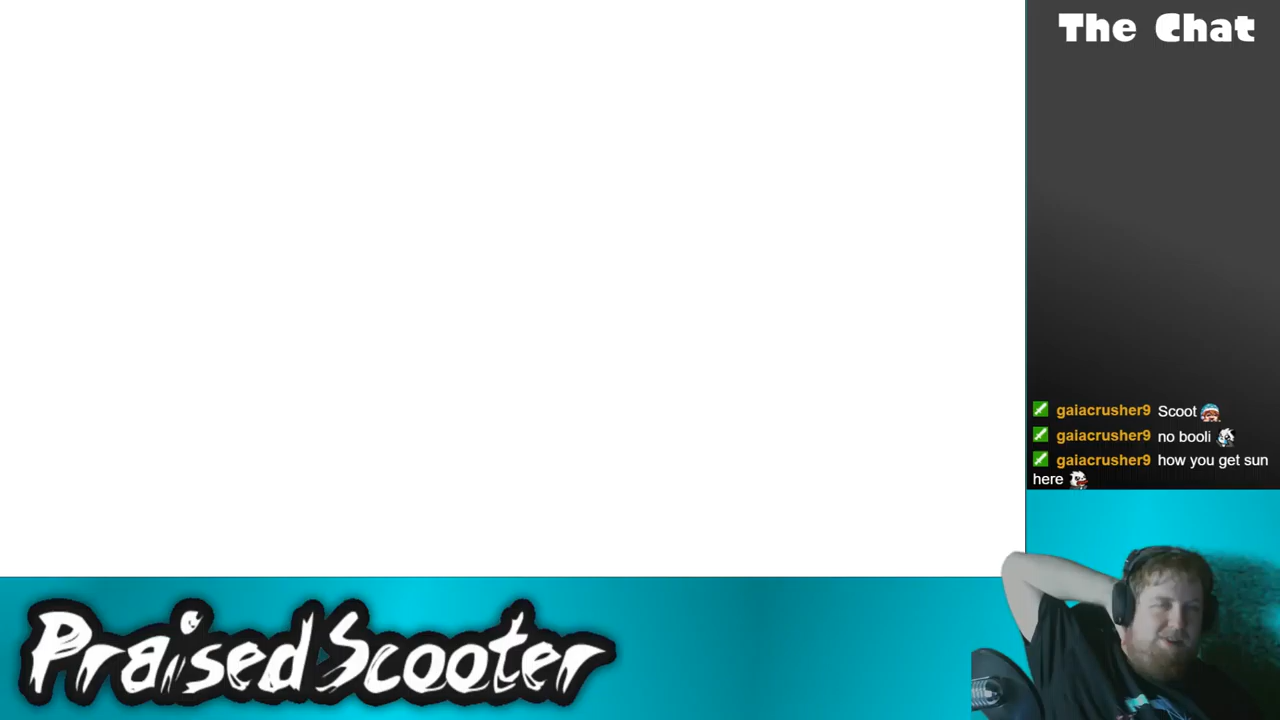 The Chat
gaiacrusher9 Scoot
gaiacrusher9 no booli
gaiacrusher9 how you get sun
here
PraisedScooter